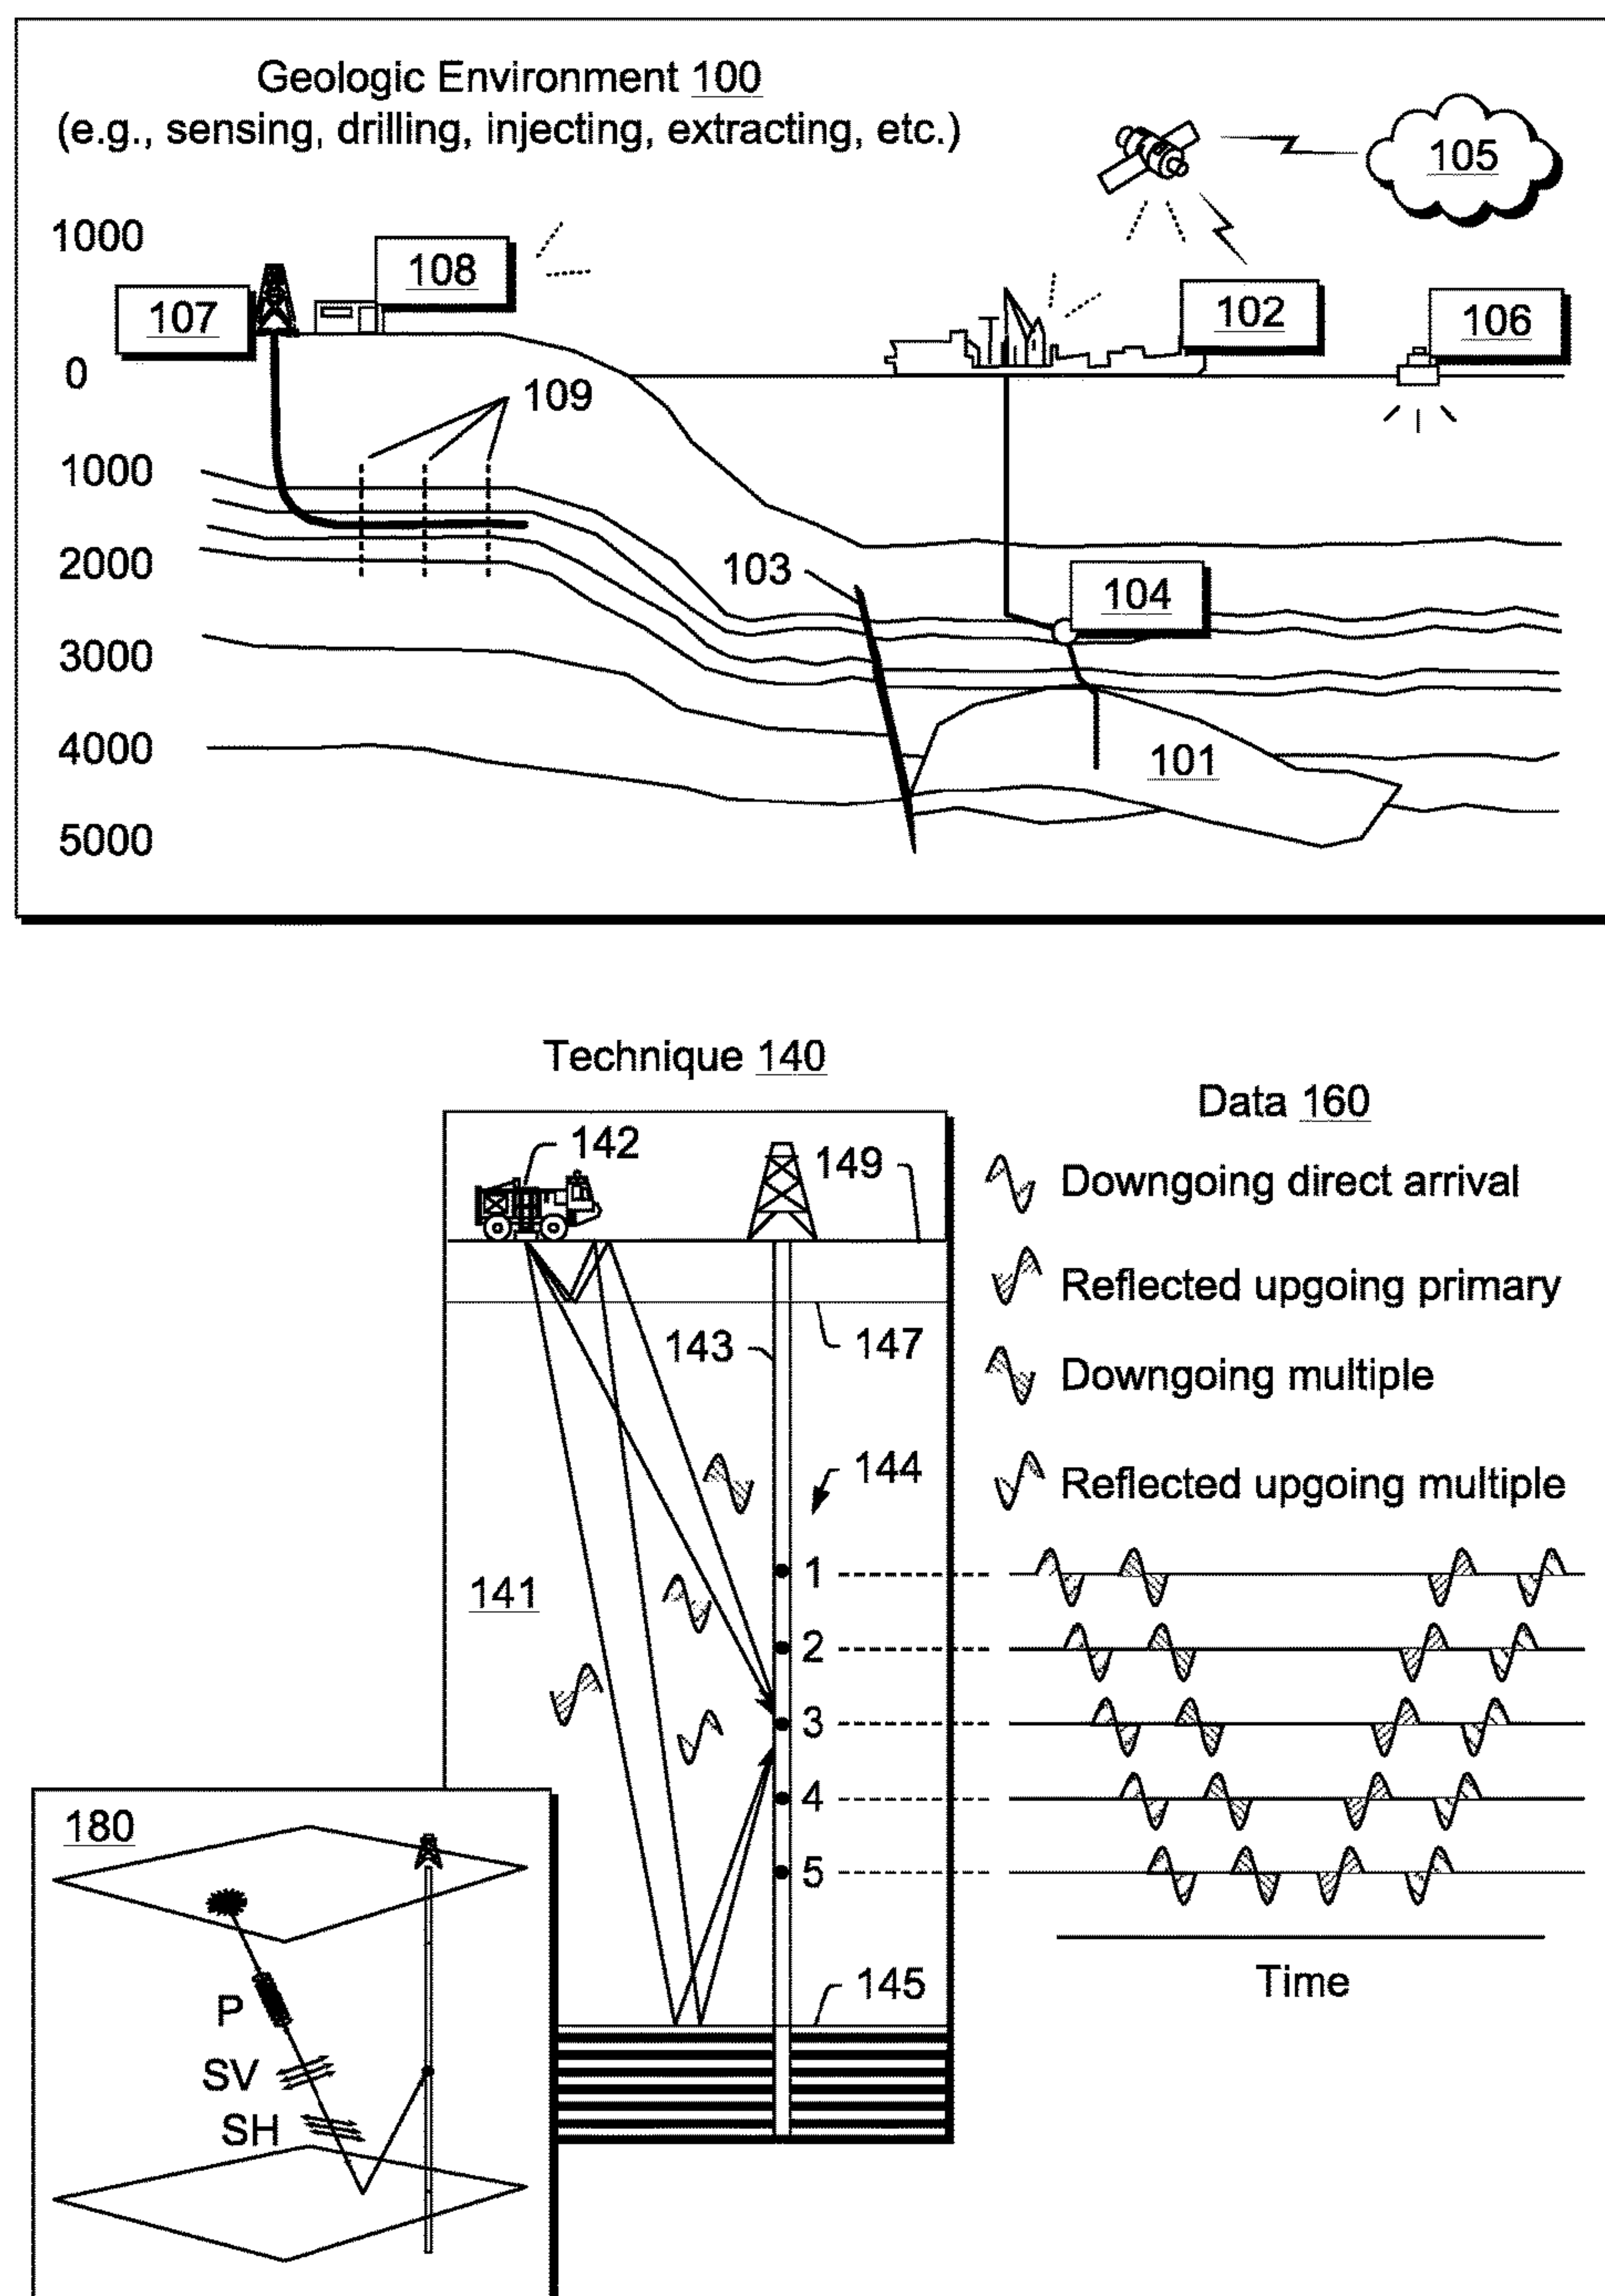 Geologic Environment 100
(e.g., sensing, drilling, injecting, extracting, etc.)
105
1000
108
107
102
106
0
109
1000
2000
103
104
3000
4000
101
5000
Technique 140
Data 160
142
149
Downgoing direct arrival
Reflected upgoing primary
143
147
Downgoing multiple
144
Reflected upgoing multiple
1
141
2
3
4
180
5
145
Time
P
SV
SH